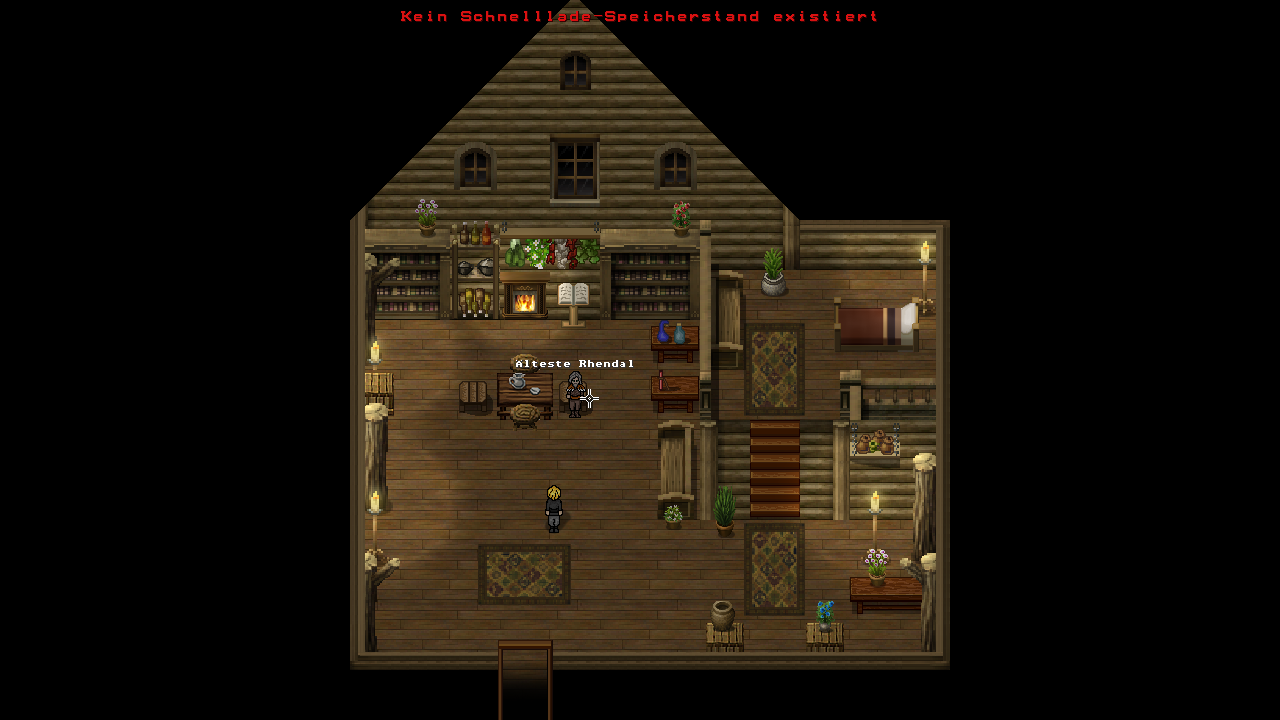 Kein Schnelllade-Speicherstand existiert
Älteste Rhendal